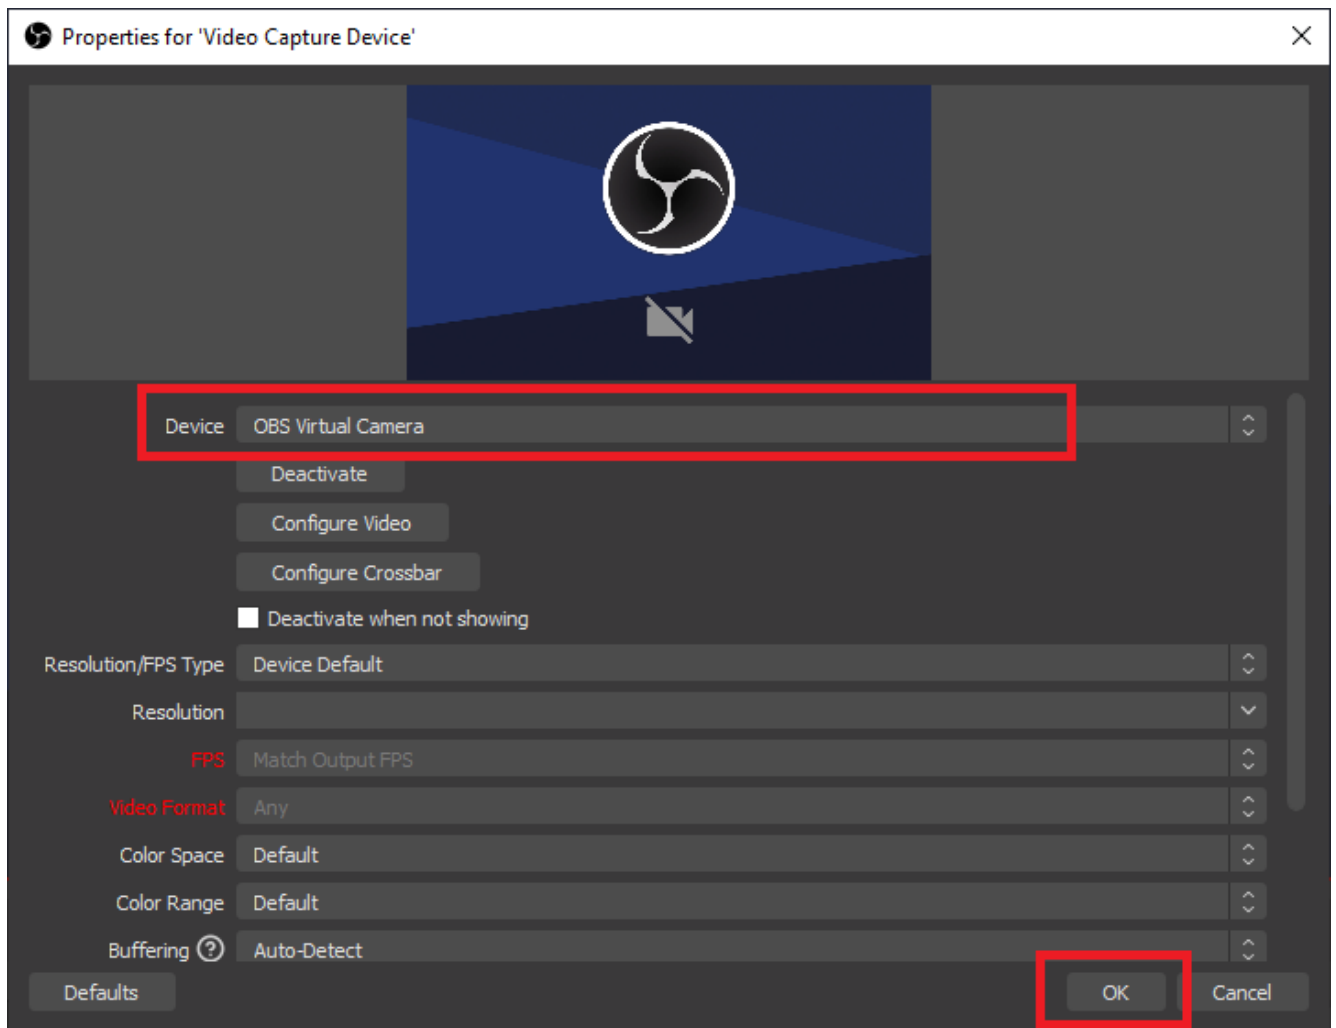 Properties for 'Video Capture Device'
Device OBS Virtual Camera
Deactivate
Configure Video
Configure Crossbar
Deactivate when not showing
Resolution/FPS Type Device Default
Resolution
FPS Match Output FPS
Video Format Any
Color Space Default
Color Range Default
Buffering ? Auto-Detect
Defaults OK Cancel